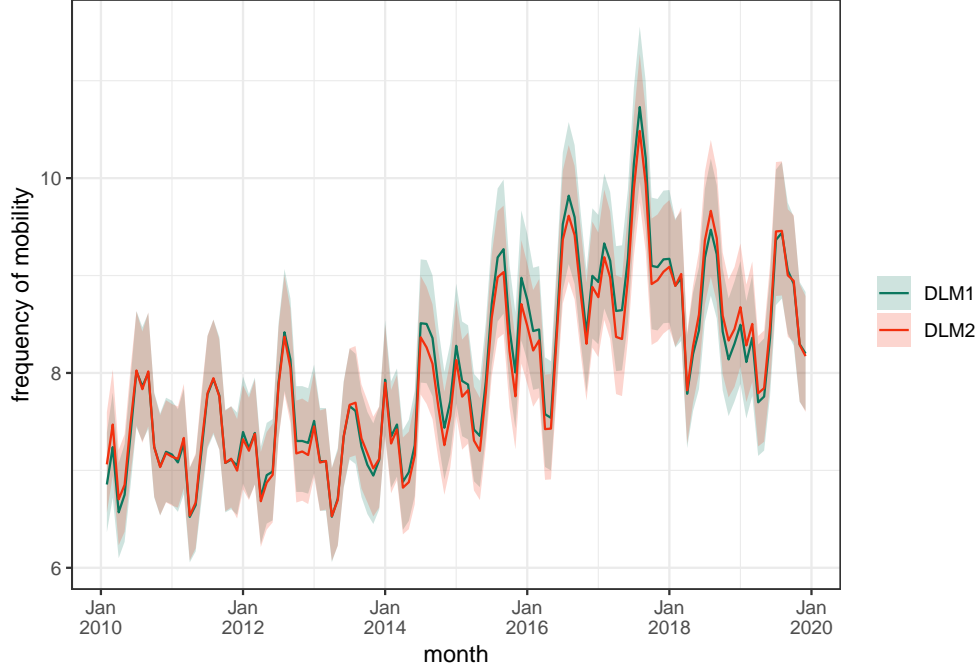 frequency of mobility
10
8
6
Jan
2010
Jan
2012
Jan
2014
Jan
2016
Jan
2018
Jan
2020
month
DLM1
DLM2